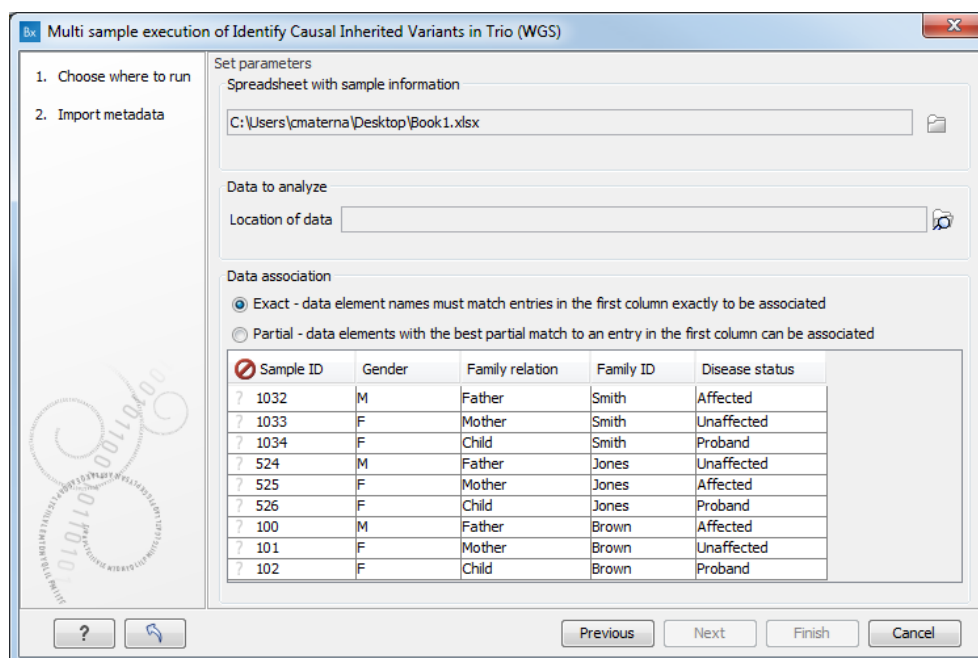 Bx Multi sample execution of Identify Causal Inherited Variants in Trio (WGS)
1. Choose where to run
2. Import metadata
Set parameters
Spreadsheet with sample information
C:\Users\cmaterna\Desktop\Book1.xlsx
Data to analyze
Location of data
Data association
Exact - data element names must match entries in the first column exactly to be associated
Partial - data elements with the best partial match to an entry in the first column can be associated
Sample ID Gender Family relation Family ID Disease status
? 1032 M Father Smith Affected
? 1033 F Mother Smith Unaffected
? 1034 F Child Smith Proband
? 524 M Father Jones Unaffected
? 525 F Mother Jones Affected
? 526 F Child Jones Proband
? 100 M Father Brown Affected
? 101 F Mother Brown Unaffected
? 102 F Child Brown Proband
? Previous Next Finish Cancel